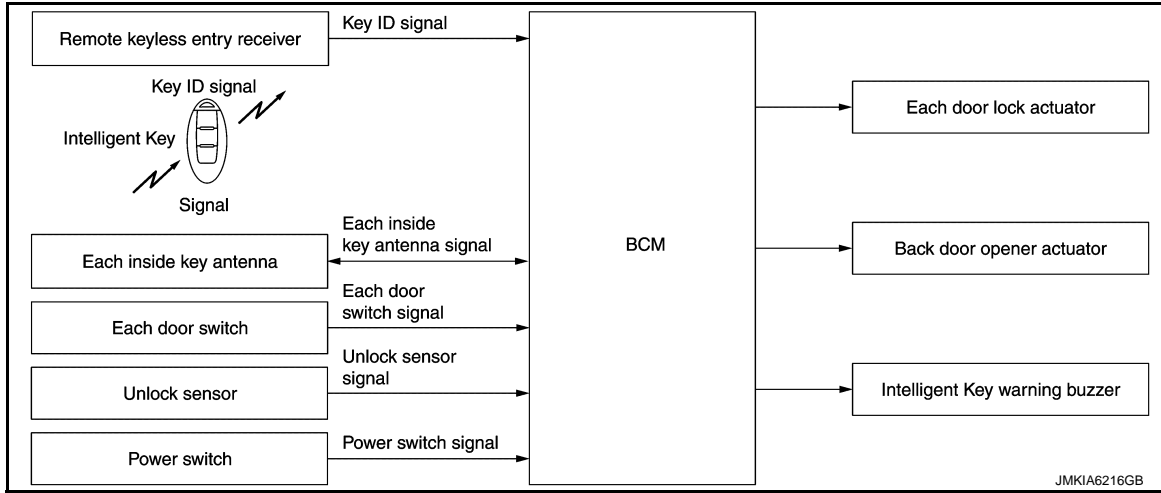 Remote keyless entry receiver
Key ID signal
Key ID signal
Intelligent Key
Signal
Each inside key antenna
Each inside
key antenna signal
Each door switch
Each door
switch signal
Unlock sensor
Unlock sensor
signal
Power switch
Power switch signal
BCM
Each door lock actuator
Back door opener actuator
Intelligent Key warning buzzer
JMKIA6216GB